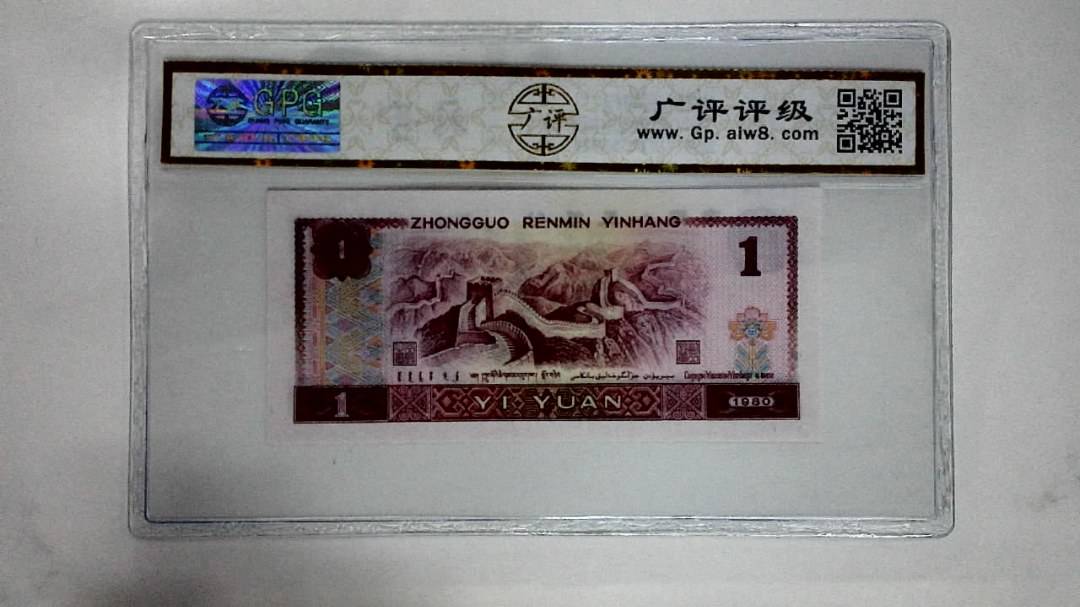 GPG
广评
广评评级
www. Gp. aiw8. com
ZHONGGUO RENMIN YINHANG
1
1
1 YI YUAN 1980